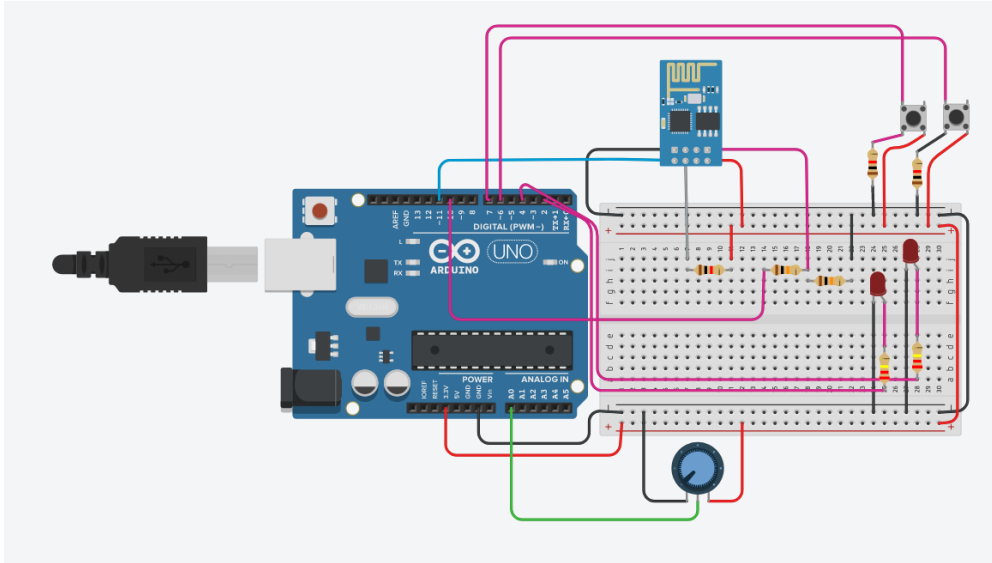 AREF
GND
13
12
~11
~10
~9
8
7
~6
~5
4
~3
2
TX→1
RX←0
DIGITAL (PWM~)
L
TX
RX
ARDUINO
UNO
ON
POWER
ANALOG IN
IOREF
RESET
3.3V
5V
GND
GND
Vin
A0
A1
A2
A3
A4
A5